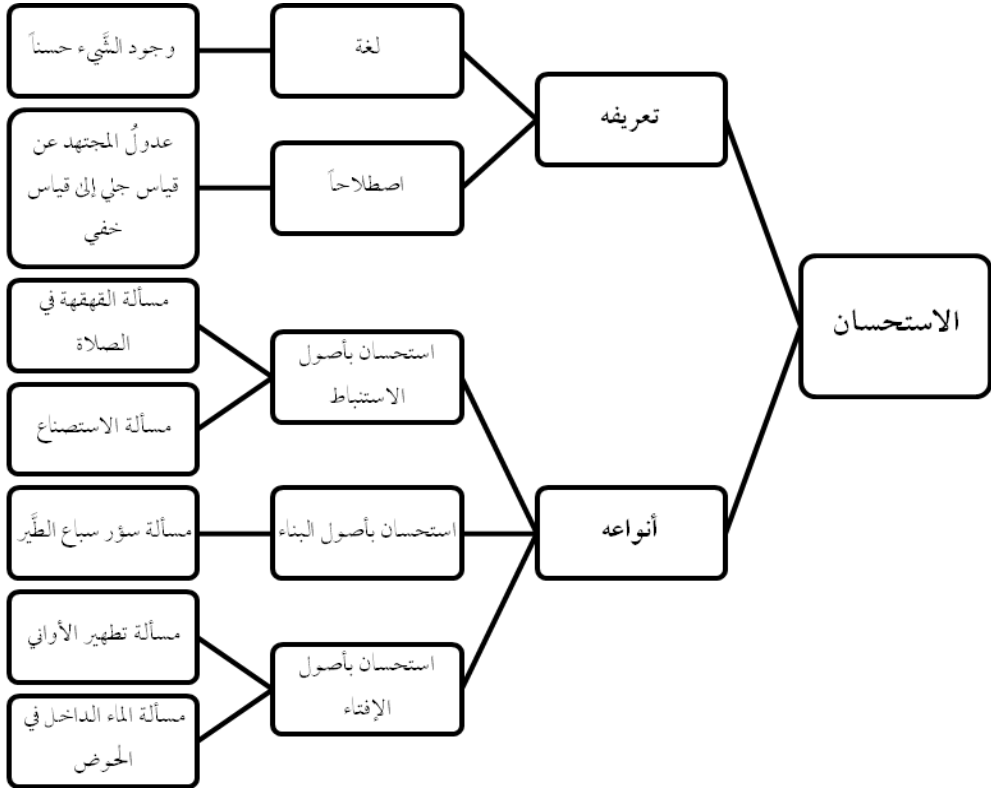 الاستحسان
تعريفه
لغة
وجود الشَّيء حسناً
اصطلاحاً
عدولُ المجتهد عن
قياس جلي إلى قياس
خفي
أنواعه
استحسان بأصول
الاستنباط
مسألة القهقهة في
الصلاة
مسألة الاستصناع
استحسان بأصول البناء
مسألة سؤر سباع الطَّير
استحسان بأصول
الإفتاء
مسألة تطهير الأواني
مسألة الماء الداخل في
الحوض